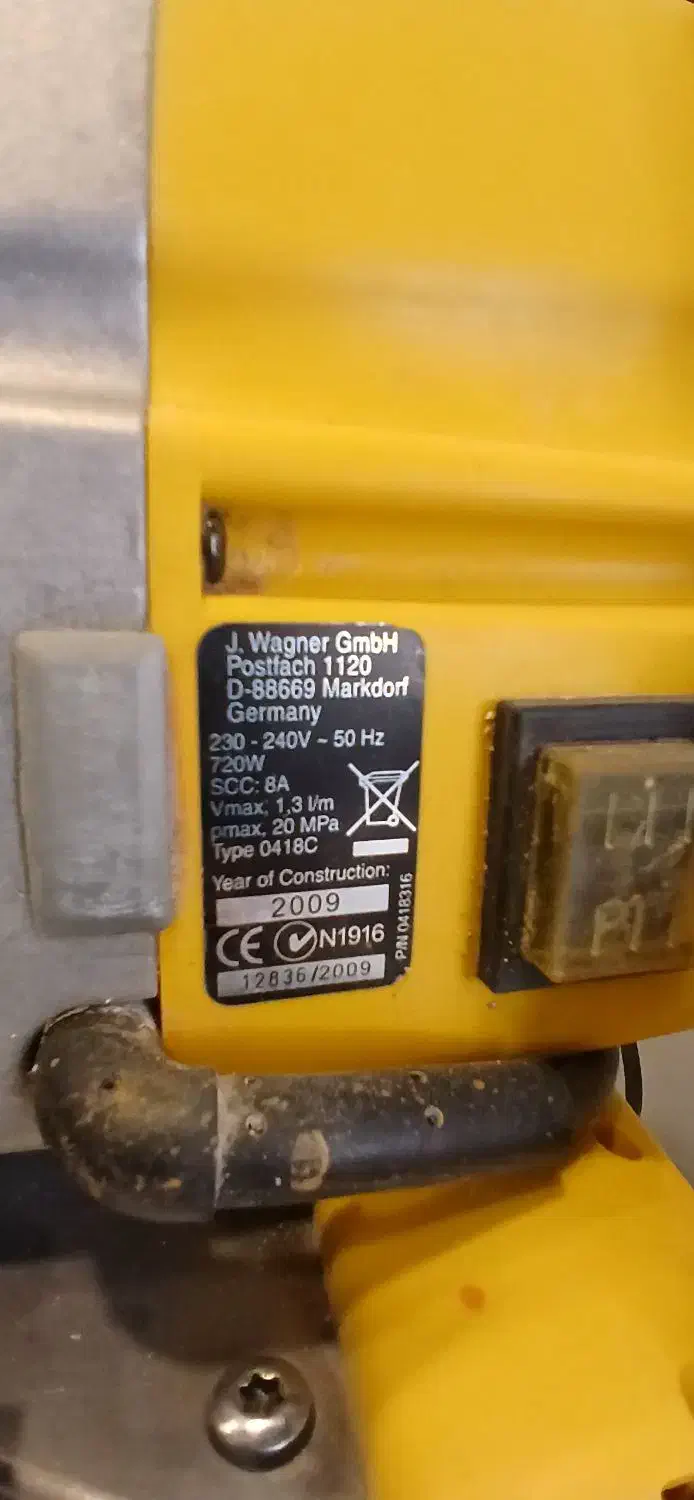 J. Wagner GmbH
Postfach 1120
D-88669 Markdorf
Germany
230 - 240V ~ 50 Hz
720W
SCC: 8A
Vmax. 1,3 l/m
pmax. 20 MPa
Type 0418C
Year of Construction:
2009
CE N1916
12836/2009
P/N 0418316